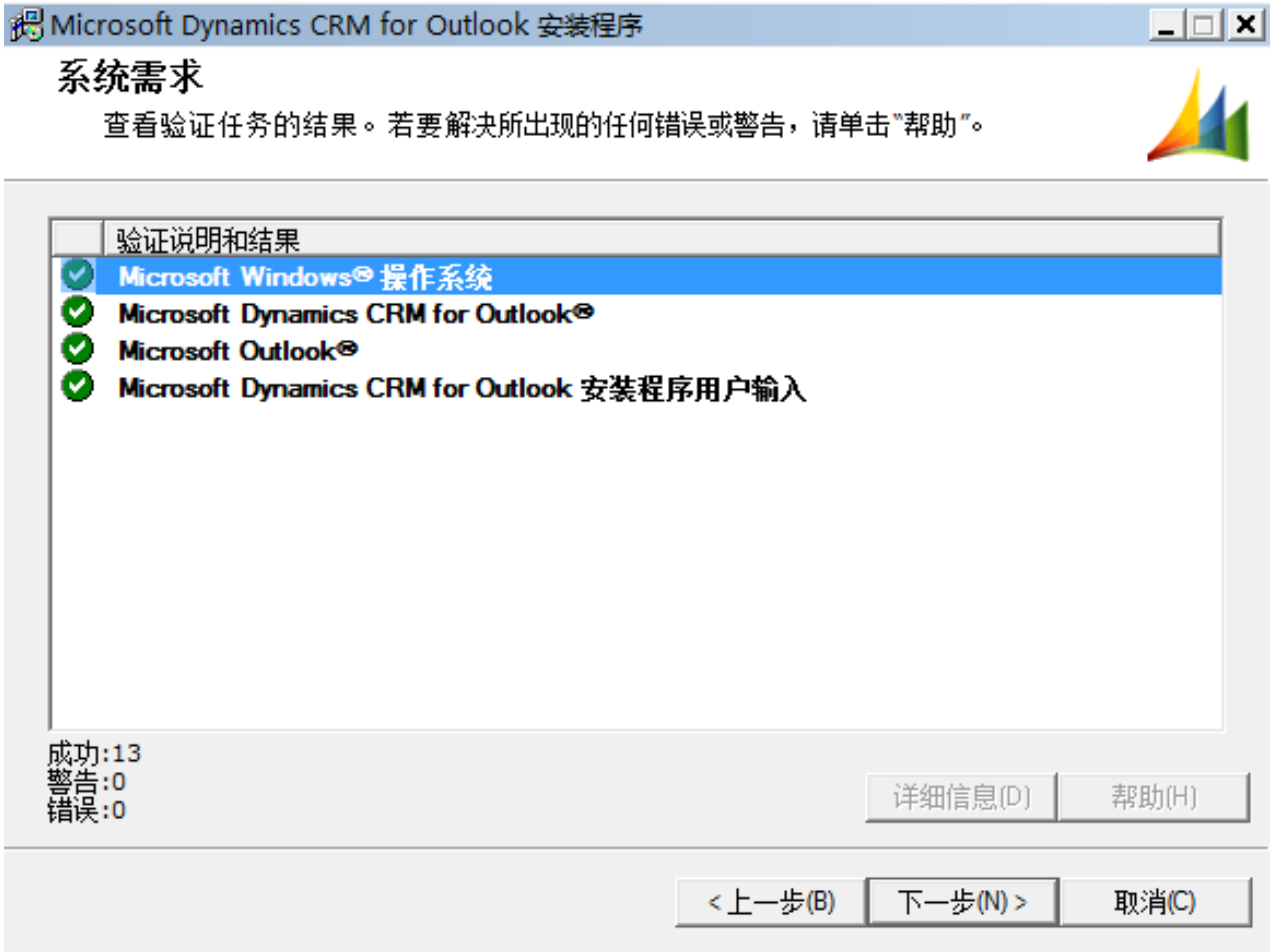 Microsoft Dynamics CRM for Outlook 安装程序
系统需求
查看验证任务的结果。若要解决所出现的任何错误或警告，请单击“帮助”。
验证说明和结果
Microsoft Windows® 操作系统
Microsoft Dynamics CRM for Outlook®
Microsoft Outlook®
Microsoft Dynamics CRM for Outlook 安装程序用户输入
成功:13
警告:0
错误:0
详细信息(D) 帮助(H)
<上一步(B) 下一步(N)> 取消(C)